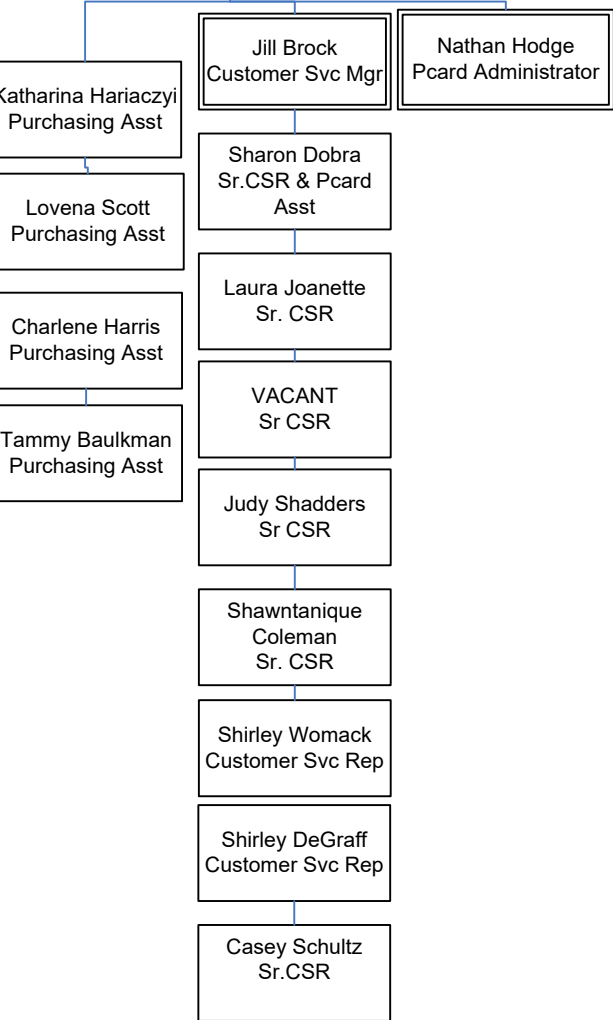 Katharina Hariaczyi
Purchasing Asst
Lovena Scott
Purchasing Asst
Charlene Harris
Purchasing Asst
Tammy Baulkman
Purchasing Asst
Jill Brock
Customer Svc Mgr
Sharon Dobra
Sr.CSR & Pcard
Asst
Laura Joanette
Sr. CSR
VACANT
Sr CSR
Judy Shadders
Sr CSR
Shawntanique
Coleman
Sr. CSR
Shirley Womack
Customer Svc Rep
Shirley DeGraff
Customer Svc Rep
Casey Schultz
Sr.CSR
Nathan Hodge
Pcard Administrator